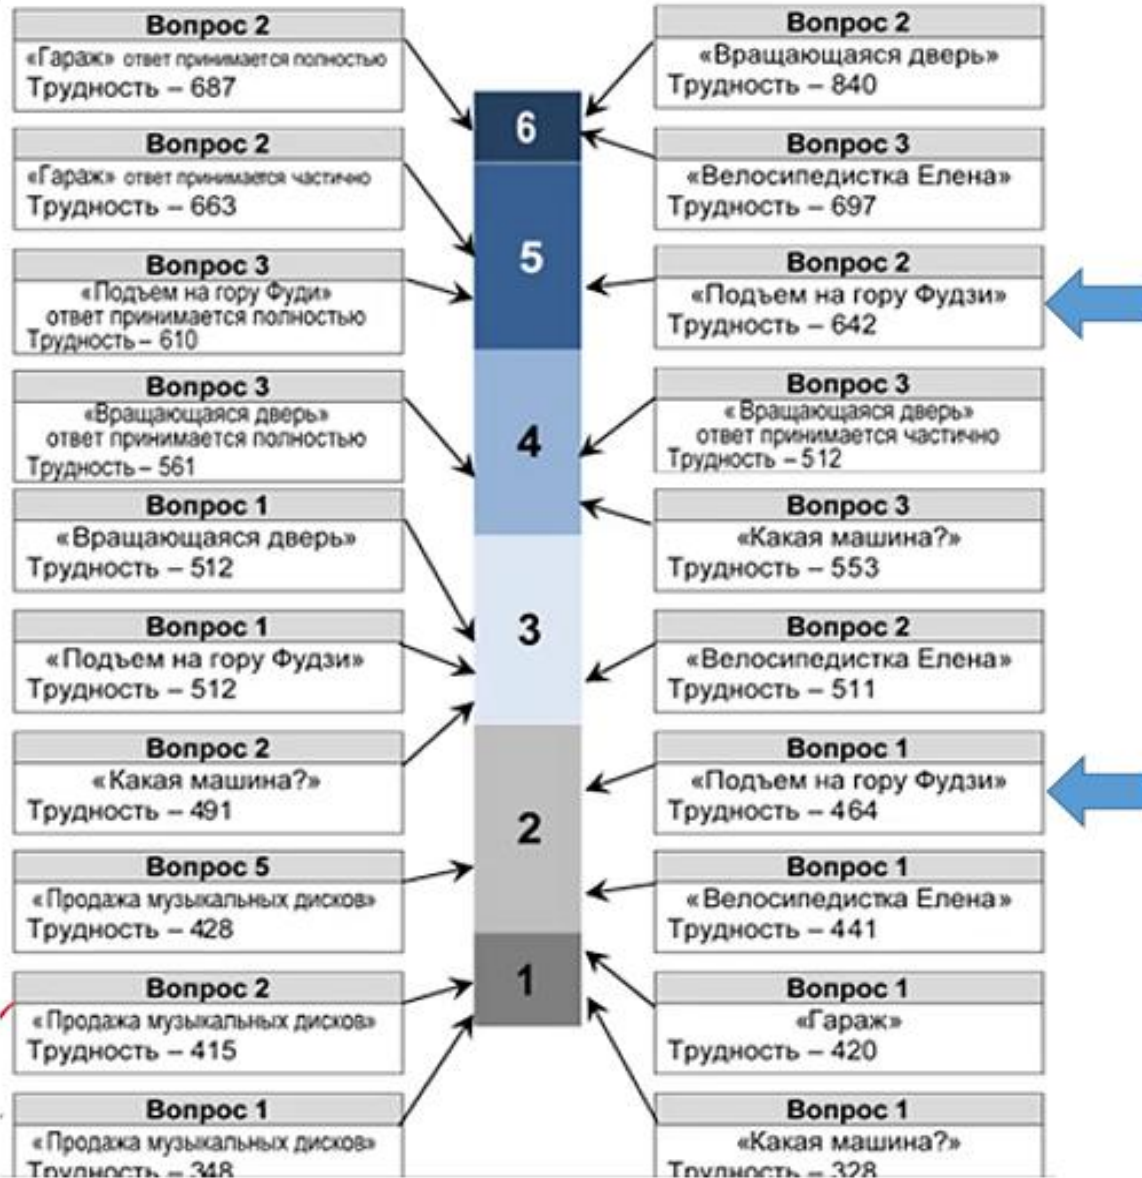 Вопрос 2
«Гараж» ответ принимается полностью
Трудность – 687
Вопрос 2
«Гараж» ответ принимается частично
Трудность – 663
Вопрос 3
«Подъем на гору Фуди»
ответ принимается полностью
Трудность – 610
Вопрос 3
«Вращающаяся дверь»
ответ принимается полностью
Трудность – 561
Вопрос 1
«Вращающаяся дверь»
Трудность – 512
Вопрос 1
«Подъем на гору Фудзи»
Трудность – 512
Вопрос 2
«Какая машина?»
Трудность – 491
Вопрос 5
«Продажа музыкальных дисков»
Трудность – 428
Вопрос 2
«Продажа музыкальных дисков»
Трудность – 415
Вопрос 1
«Продажа музыкальных дисков»
Трудность – 348
6
5
4
3
2
1
Вопрос 2
«Вращающаяся дверь»
Трудность – 840
Вопрос 3
«Велосипедистка Елена»
Трудность – 697
Вопрос 2
«Подъем на гору Фудзи»
Трудность – 642
Вопрос 3
«Вращающаяся дверь»
ответ принимается частично
Трудность – 512
Вопрос 3
«Какая машина?»
Трудность – 553
Вопрос 2
«Велосипедистка Елена»
Трудность – 511
Вопрос 1
«Подъем на гору Фудзи»
Трудность – 464
Вопрос 1
«Велосипедистка Елена»
Трудность – 441
Вопрос 1
«Гараж»
Трудность – 420
Вопрос 1
«Какая машина?»
Трудность – 328